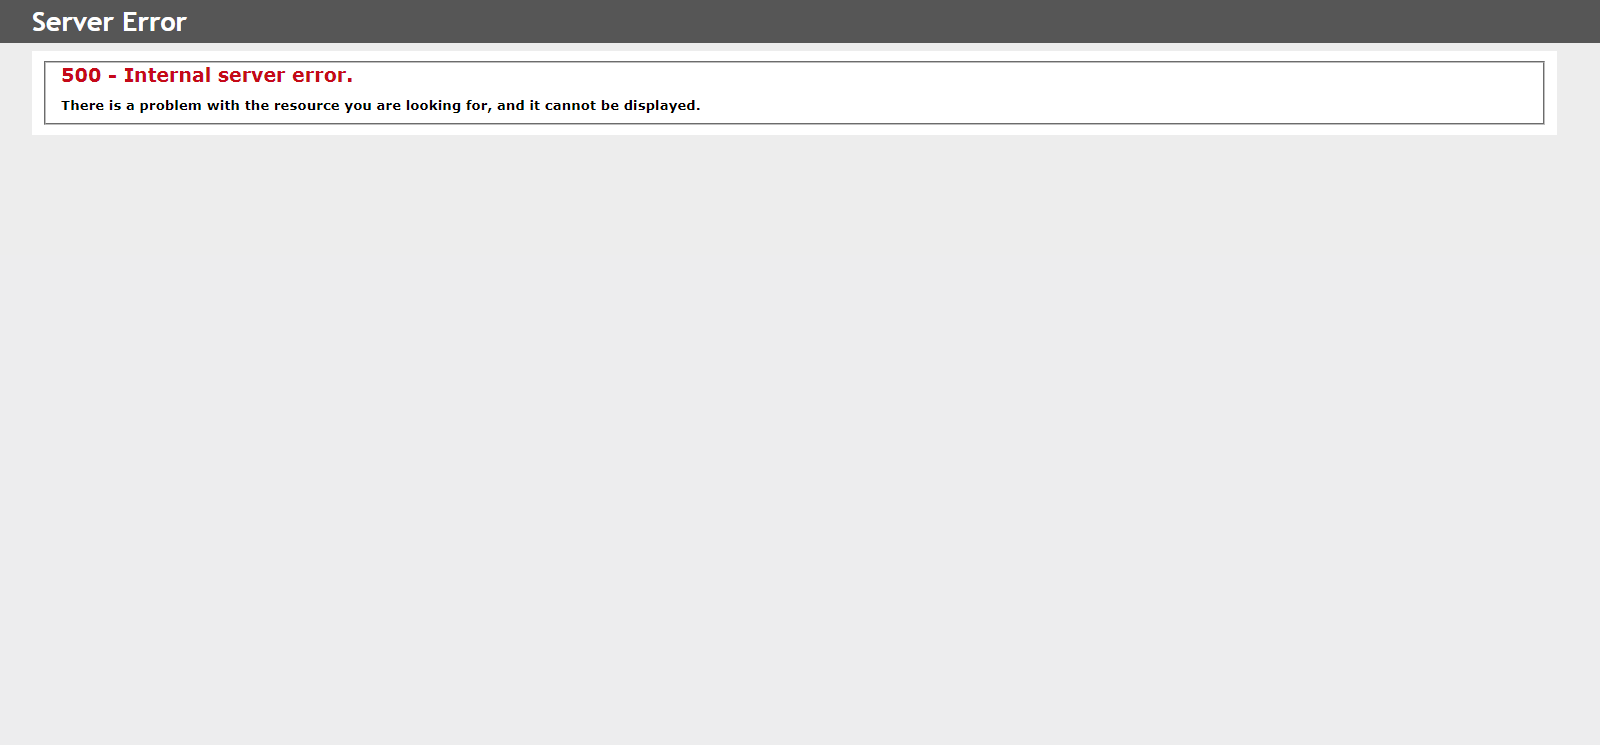 Server Error
500 - Internal server error.
There is a problem with the resource you are looking for, and it cannot be displayed.